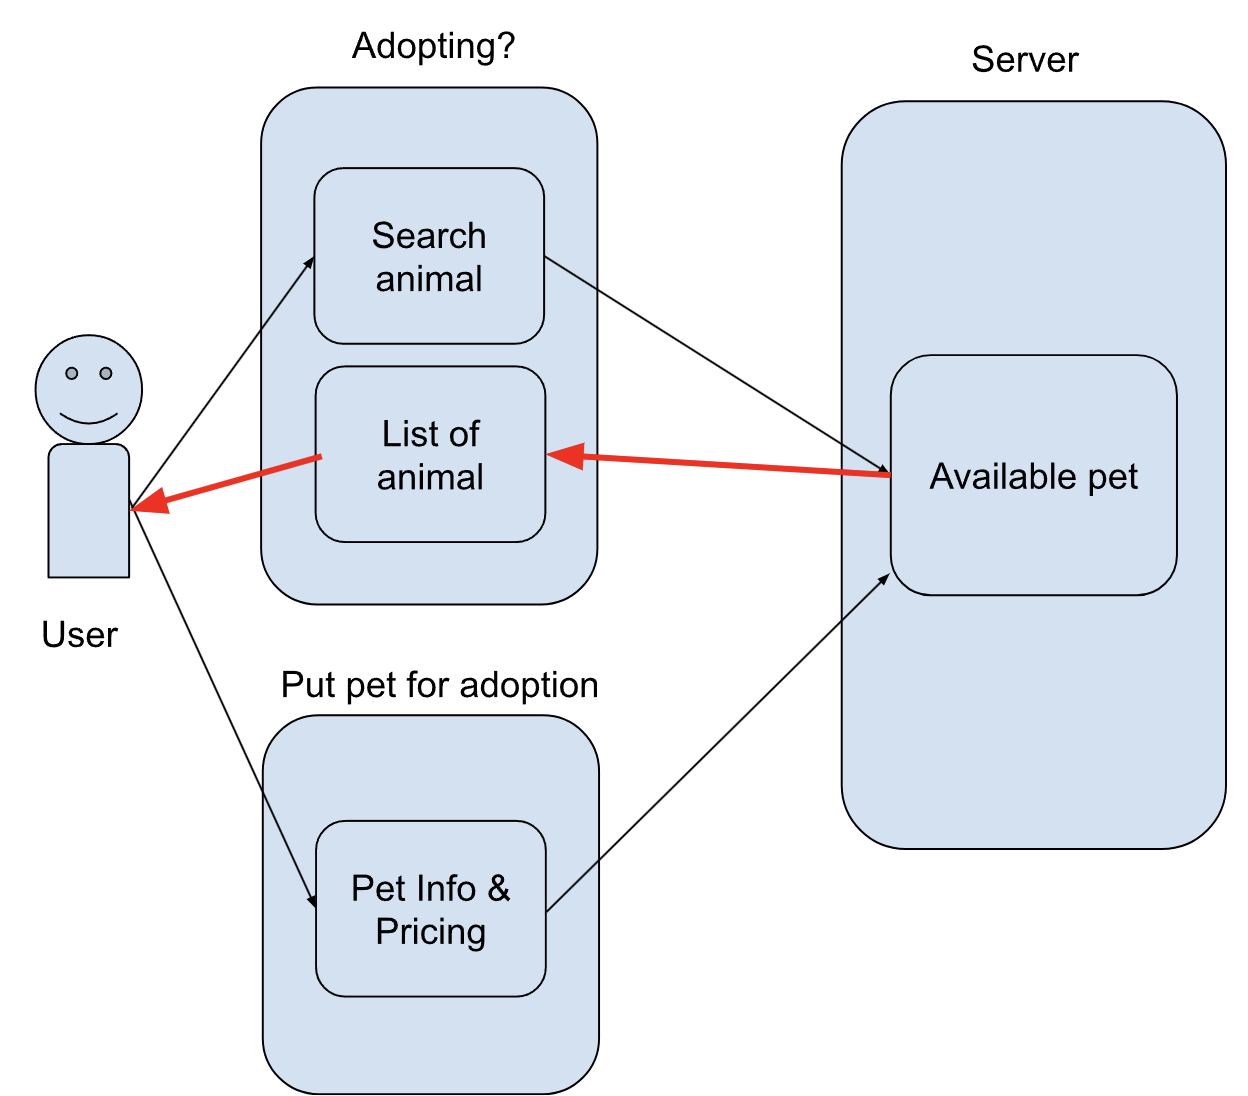 Adopting?
Server
Search
animal
List of
animal
Available pet
User
Put pet for adoption
Pet Info &
Pricing